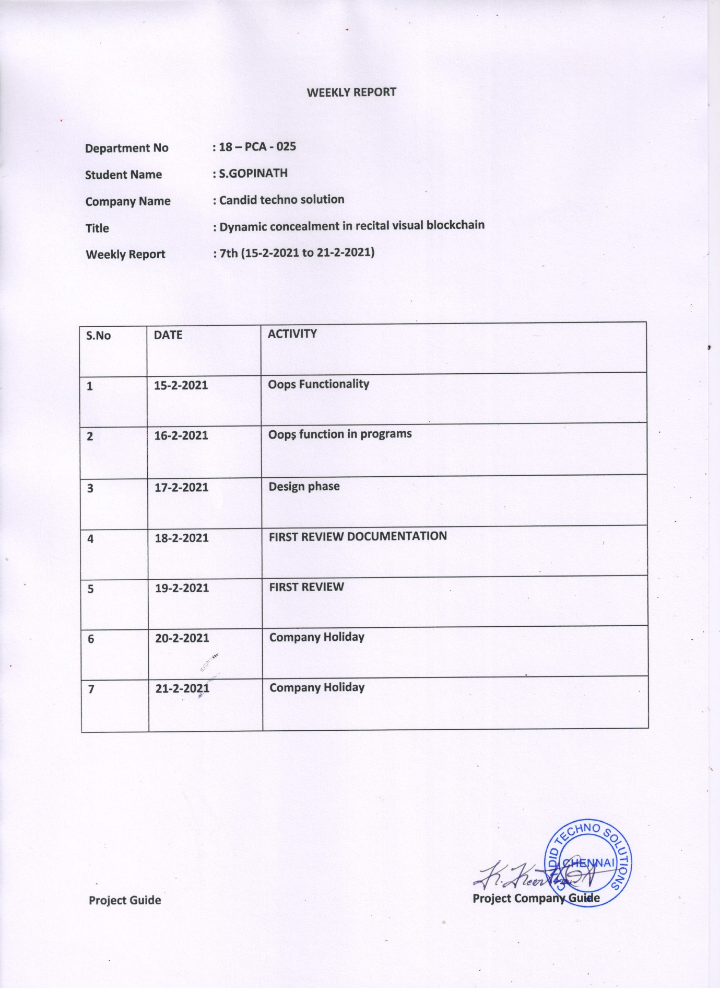 WEEKLY REPORT
Department No : 18 – PCA - 025
Student Name : S.GOPINATH
Company Name : Candid techno solution
Title : Dynamic concealment in recital visual blockchain
Weekly Report : 7th (15-2-2021 to 21-2-2021)
S.No DATE ACTIVITY
1 15-2-2021 Oops Functionality
2 16-2-2021 Oops function in programs
3 17-2-2021 Design phase
4 18-2-2021 FIRST REVIEW DOCUMENTATION
5 19-2-2021 FIRST REVIEW
6 20-2-2021 Company Holiday
7 21-2-2021 Company Holiday
CANDID TECHNO SOLUTIONS
CHENNAI
Project Guide Project Company Guide